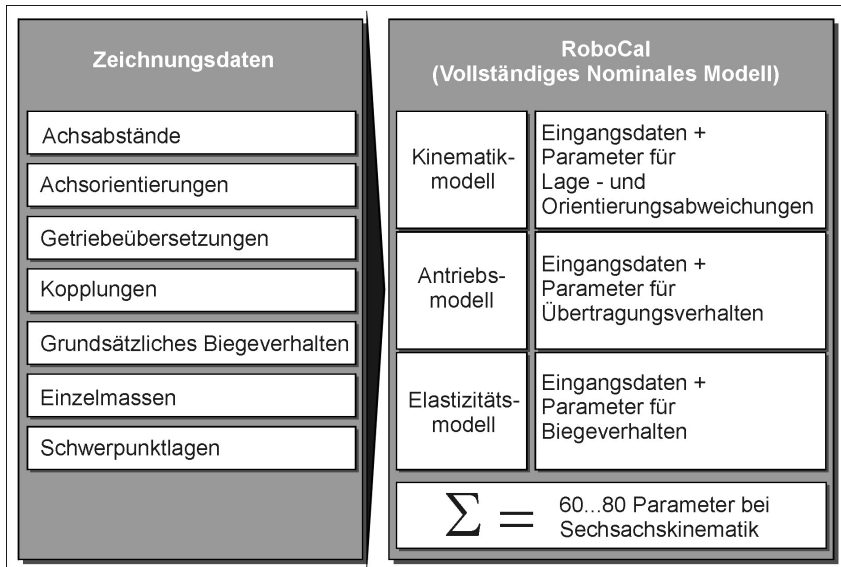 Zeichnungsdaten
Achsabstände
Achsorientierungen
Getriebeübersetzungen
Kopplungen
Grundsätzliches Biegeverhalten
Einzelmassen
Schwerpunktlagen
RoboCal
(Vollständiges Nominales Modell)
Kinematik-
modell
Eingangsdaten +
Parameter für
Lage - und
Orientierungsabweichungen
Antriebs-
modell
Eingangsdaten +
Parameter für
Übertragungsverhalten
Elastizitäts-
modell
Eingangsdaten +
Parameter für
Biegeverhalten
∑ = 60...80 Parameter bei
Sechsachskinematik